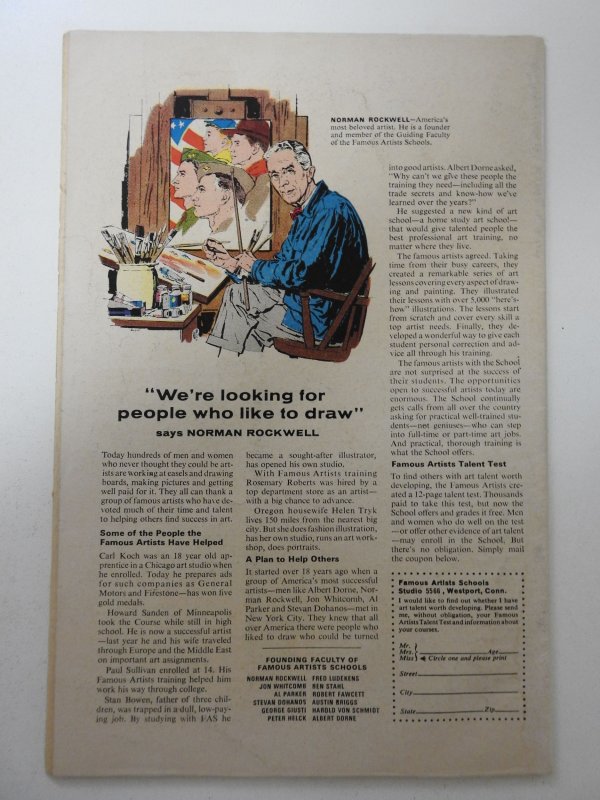 NORMAN ROCKWELL—America's
most beloved artist. He is a founder
and member of the Guiding Faculty
of the Famous Artists Schools.
"We're looking for
people who like to draw"
says NORMAN ROCKWELL
Today hundreds of men and women
who never thought they could be art-
ists are working at easels and drawing
boards, making pictures and getting
well paid for it. They all can thank a
group of famous artists who have de-
voted much of their time and talent
to helping others find success in art.
Some of the People the
Famous Artists Have Helped
Carl Koch was an 18 year old ap-
prentice in a Chicago art studio when
he enrolled. Today he prepares ads
for such companies as General
Motors and Firestone—has won five
gold medals.
Howard Sanden of Minneapolis
took the Course while still in high
school. He is now a successful artist
—last year he and his wife traveled
through Europe and the Middle East
on important art assignments.
Paul Sullivan enrolled at 14. His
Famous Artists training helped him
work his way through college.
Stan Bowen, father of three chil-
dren, was trapped in a dull, low-pay-
ing job. By studying with FAS he
became a sought-after illustrator,
has opened his own studio.
With Famous Artists training
Rosemary Roberts was hired by a
top department store as an artist—
with a big chance to advance.
Oregon housewife Helen Tryk
lives 150 miles from the nearest big
city. But she does fashion illustration,
has her own studio, runs an art work-
shop, does portraits.
A Plan to Help Others
It started over 18 years ago when a
group of America's most successful
artists—men like Albert Dorne, Nor-
man Rockwell, Jon Whitcomb, Al
Parker and Stevan Dohanos—met in
New York City. They knew that all
over America there were people who
liked to draw who could be turned
FOUNDING FACULTY OF
FAMOUS ARTISTS SCHOOLS
NORMAN ROCKWELL FRED LUDEKENS
JON WHITCOMB BEN STAHL
AL PARKER ROBERT FAWCETT
STEVAN DOHANOS AUSTIN BRIGGS
GEORGE GIUSTI HAROLD VON SCHMIDT
PETER HELCK ALBERT DORNE
into good artists. Albert Dorne asked,
"Why can't we give these people the
training they need—including all the
trade secrets and know-how we've
learned over the years?"
He suggested a new kind of art
school—a home study art school—
that would give talented people the
best professional art training, no
matter where they live.
The famous artists agreed. Taking
time from their busy careers, they
created a remarkable series of art
lessons covering every aspect of draw-
ing and painting. They illustrated
their lessons with over 5,000 "here's-
how" illustrations. The lessons start
from scratch and cover every skill a
top artist needs. Finally, they de-
veloped a wonderful way to give each
student personal correction and ad-
vice all through his training.
The famous artists with the School
are not surprised at the success of
their students. The opportunities
open to successful artists today are
enormous. The School continually
gets calls from all over the country
asking for practical well-trained stu-
dents—not geniuses—who can step
into full-time or part-time art jobs.
And practical, thorough training is
what the School offers.
Famous Artists Talent Test
To find others with art talent worth
developing, the Famous Artists cre-
ated a 12-page talent test. Thousands
paid to take this test, but now the
School offers and grades it free. Men
and women who do well on the test
—or offer other evidence of art talent
—may enroll in the School, But
there's no obligation. Simply mail
the coupon below.
Famous Artists Schools
Studio 5566, Westport, Conn.
I would like to find out whether I have
art talent worth developing. Please send
me, without obligation, your Famous
Artists Talent Test and information about
your courses.
Mr.
Mrs. Age
Miss Circle one and please print
Street
City
State Zip